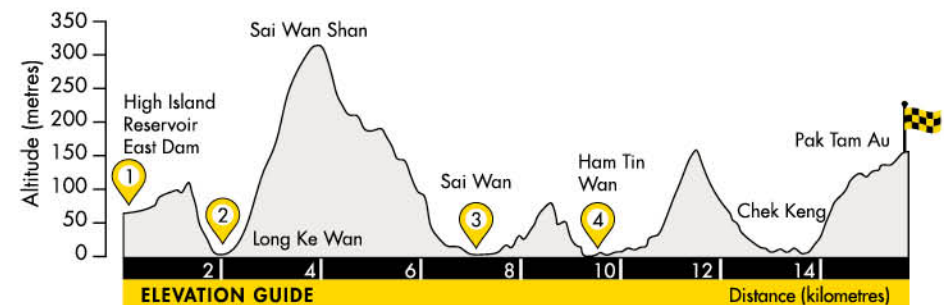 350
300
250
200
150
100
50
0
Altitude (metres)
Sai Wan Shan
High Island
Reservoir
East Dam
1
2
Long Ke Wan
Sai Wan
3
Ham Tin
Wan
4
Chek Keng
Pak Tam Au
2 4 6 8 10 12 14
ELEVATION GUIDE
Distance (kilometres)